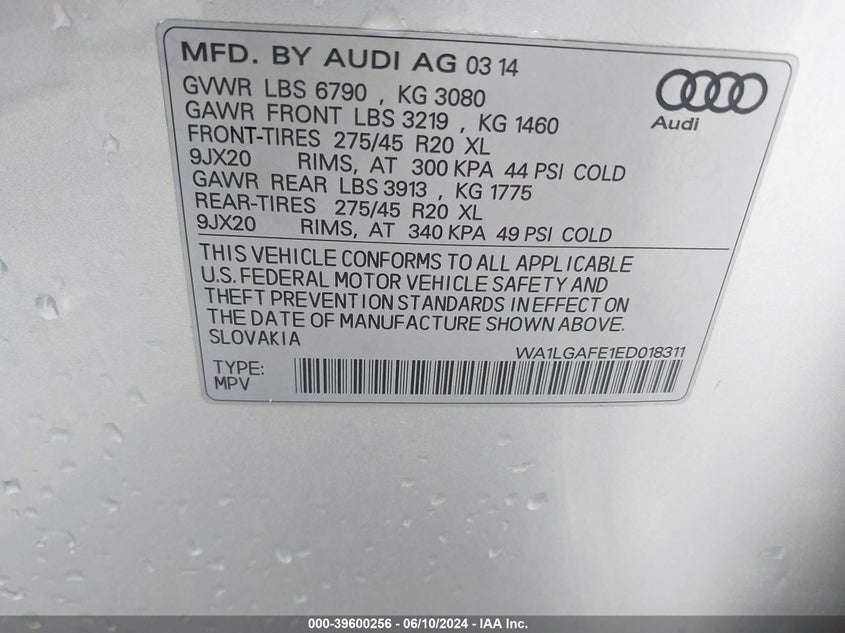 MFD. BY AUDI AG 03 14
GVWR LBS 6790 , KG 3080
GAWR FRONT LBS 3219 , KG 1460
FRONT-TIRES 275/45 R20 XL
9JX20 RIMS, AT 300 KPA 44 PSI COLD
GAWR REAR LBS 3913 , KG 1775
REAR-TIRES 275/45 R20 XL
9JX20 RIMS, AT 340 KPA 49 PSI COLD
Audi
THIS VEHICLE CONFORMS TO ALL APPLICABLE
U.S. FEDERAL MOTOR VEHICLE SAFETY AND
THEFT PREVENTION STANDARDS IN EFFECT ON
THE DATE OF MANUFACTURE SHOWN ABOVE.
SLOVAKIA
WA1LGAFE1ED018311
TYPE:
MPV
000-39600256 - 06/10/2024 - IAA Inc.